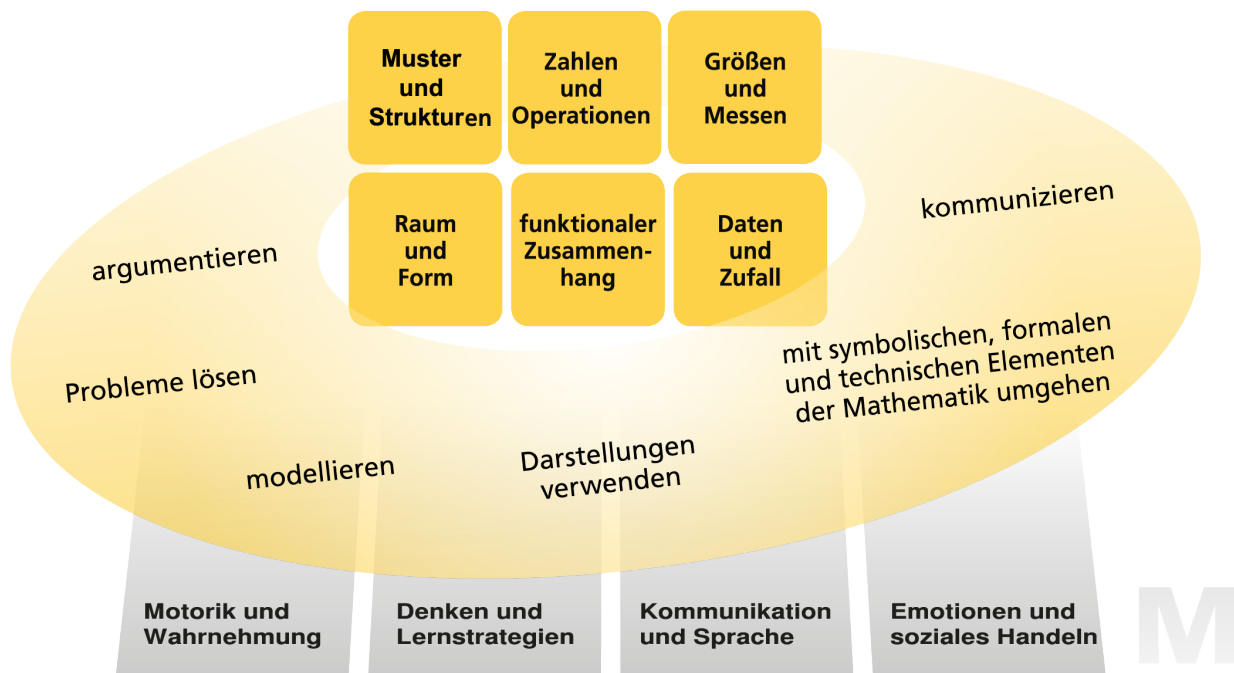 Muster
und
Strukturen
Zahlen
und
Operationen
Größen
und
Messen
Raum
und
Form
funktionaler
Zusammen-
hang
Daten
und
Zufall
kommunizieren
argumentieren
mit symbolischen, formalen
und technischen Elementen
der Mathematik umgehen
Probleme lösen
modellieren
Darstellungen
verwenden
Motorik und
Wahrnehmung
Denken und
Lernstrategien
Kommunikation
und Sprache
Emotionen und
soziales Handeln
M